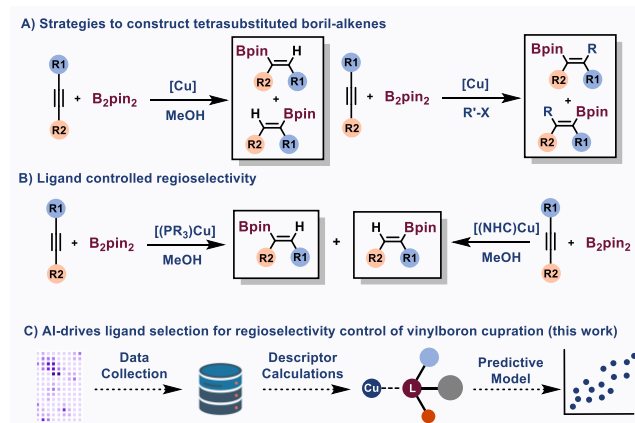 A) Strategies to construct tetrasubstituted boril-alkenes
R1
R2
+ B2pin2
[Cu]
MeOH
Bpin H
R2 R1
+
H Bpin
R2 R1
R1
R2
+ B2pin2
[Cu]
R'-X
Bpin R
R2 R1
+
R Bpin
R2 R1
B) Ligand controlled regioselectivity
R1
R2
+ B2pin2
[(PR3)Cu]
MeOH
Bpin H
R2 R1
+
H Bpin
R2 R1
[(NHC)Cu]
MeOH
R1
R2
+ B2pin2
C) AI-drives ligand selection for regioselectivity control of vinylboron cupration (this work)
Data
Collection
Descriptor
Calculations
Cu L
Predictive
Model